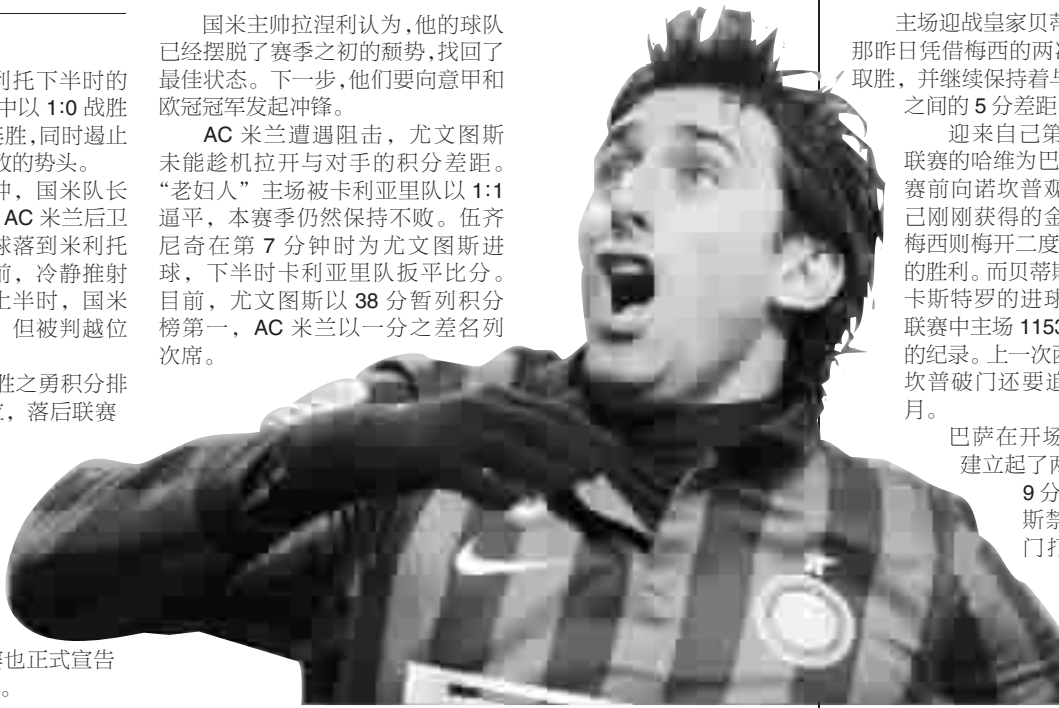 利托下半时的
中以 1:0 战胜
连胜,同时遏止
败的势头。
钟，国米队长
AC 米兰后卫
球落到米利托
前，冷静推射
上半时，国米
但被判越位
胜之勇积分排
位，落后联赛
赛也正式宣告
。
国米主帅拉涅利认为,他的球队
已经摆脱了赛季之初的颓势,找回了
最佳状态。下一步,他们要向意甲和
欧冠冠军发起冲锋。
AC 米兰遭遇阻击，尤文图斯
未能趁机拉开与对手的积分差距。
“老妇人”主场被卡利亚里队以 1:1
逼平，本赛季仍然保持不败。伍齐
尼奇在第 7 分钟时为尤文图斯进
球，下半时卡利亚里队扳平比分。
目前，尤文图斯以 38 分暂列积分
榜第一，AC 米兰以一分之差名列
次席。
主场迎战皇家贝蒂
那昨日凭借梅西的两
取胜，并继续保持着与
之间的 5 分差距
迎来自己第
联赛的哈维为巴
赛前向诺坎普观
己刚刚获得的金
梅西则梅开二度
的胜利。而贝蒂斯
卡斯特罗的进球
联赛中主场 1153
的纪录。上一次西
坎普破门还要追
月。
巴萨在开场
建立起了两
9 分
斯禁
门打